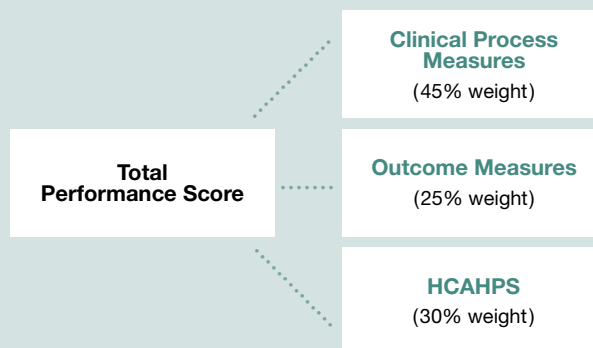 Clinical Process
Measures
(45% weight)
Total
Performance Score
Outcome Measures
(25% weight)
HCAHPS
(30% weight)